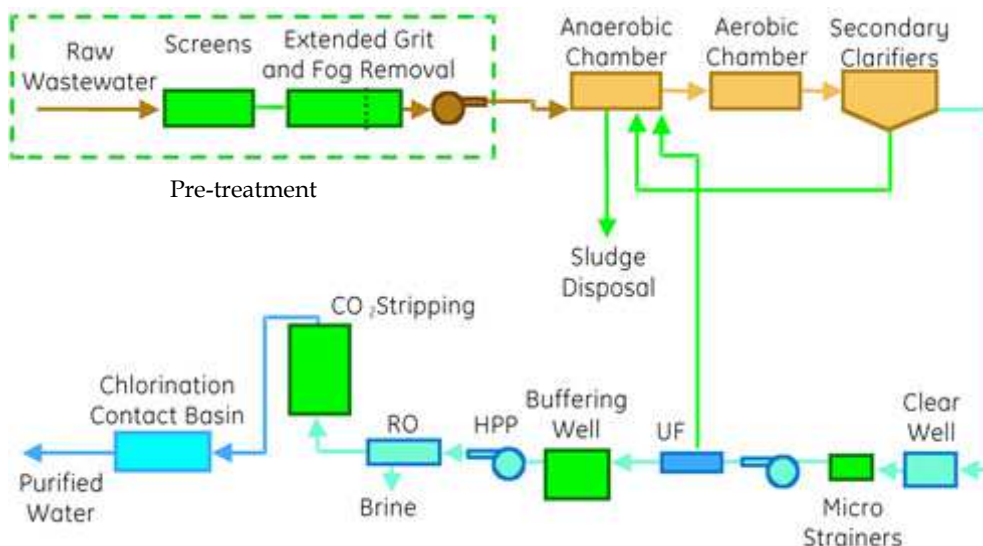 Raw
Wastewater
Screens
Extended Grit
and Fog Removal
Anaerobic
Chamber
Aerobic
Chamber
Secondary
Clarifiers
Pre-treatment
Sludge
Disposal
CO₂Stripping
Chlorination
Contact Basin
Purified
Water
RO
Brine
HPP
Buffering
Well
UF
Micro
Strainers
Clear
Well